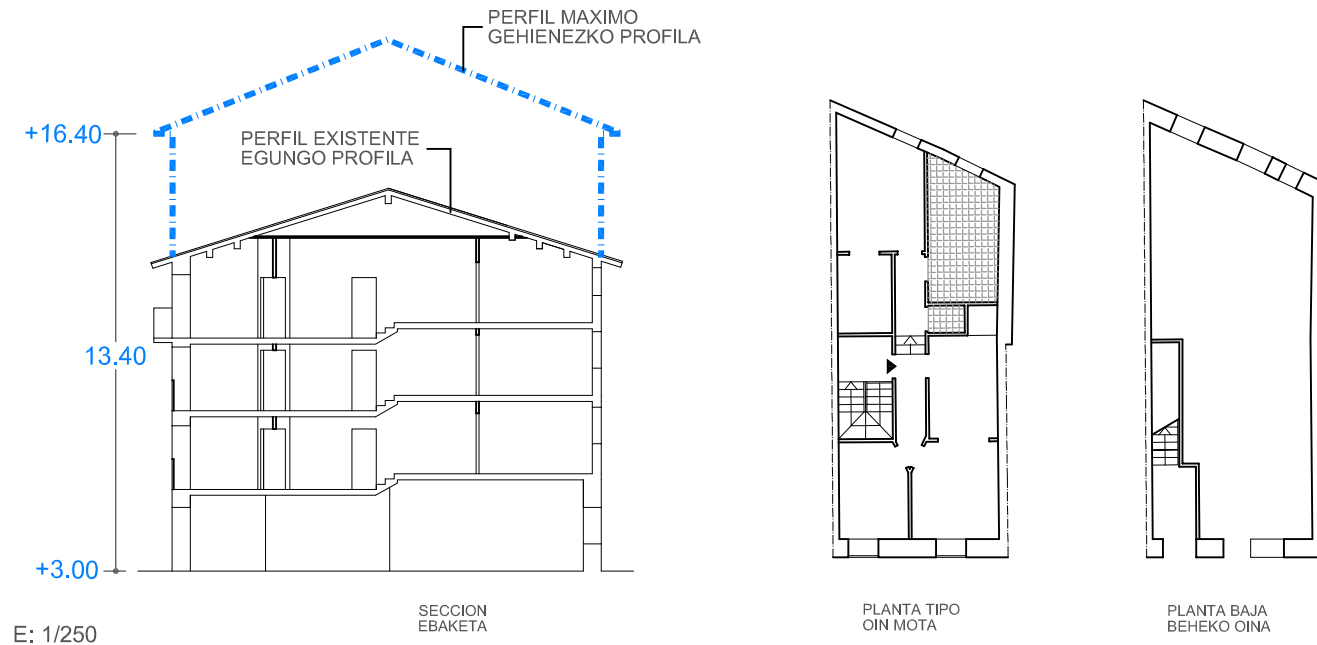 PERFIL MAXIMO
GEHIENEZKO PROFILA
+16.40
PERFIL EXISTENTE
EGUNGO PROFILA
13.40
+3.00
SECCION
EBAKETA
PLANTA TIPO
OIN MOTA
PLANTA BAJA
BEHEKO OINA
E: 1/250